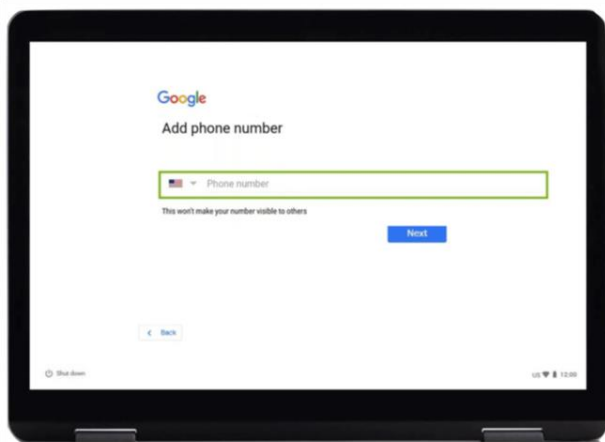 Google
Add phone number
Phone number
This won't make your number visible to others
Next
< Back
Shut down
US 12:00